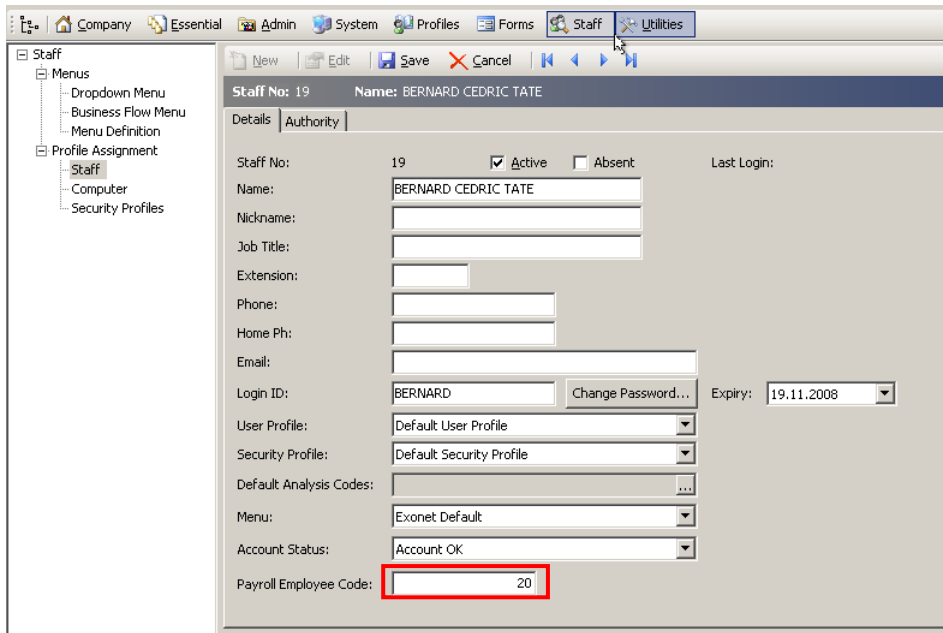 Company Essential Admin System Profiles Forms Staff Utilities
Staff
Menus
Dropdown Menu
Business Flow Menu
Menu Definition
Profile Assignment
Staff
Computer
Security Profiles
New Edit Save Cancel
Staff No: 19 Name: BERNARD CEDRIC TATE
Details Authority
Staff No: 19 Active Absent Last Login:
Name: BERNARD CEDRIC TATE
Nickname:
Job Title:
Extension:
Phone:
Home Ph:
Email:
Login ID: BERNARD Change Password... Expiry: 19.11.2008
User Profile: Default User Profile
Security Profile: Default Security Profile
Default Analysis Codes: ...
Menu: Exonet Default
Account Status: Account OK
Payroll Employee Code: 20